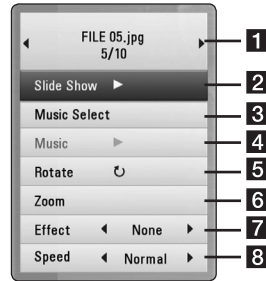 FILE 05.jpg
5/10
1
Slide Show ► 2
Music Select 3
Music ► 4
Rotate ↻ 5
Zoom 6
Effect ◄ None ► 7
Speed ◄ Normal ► 8